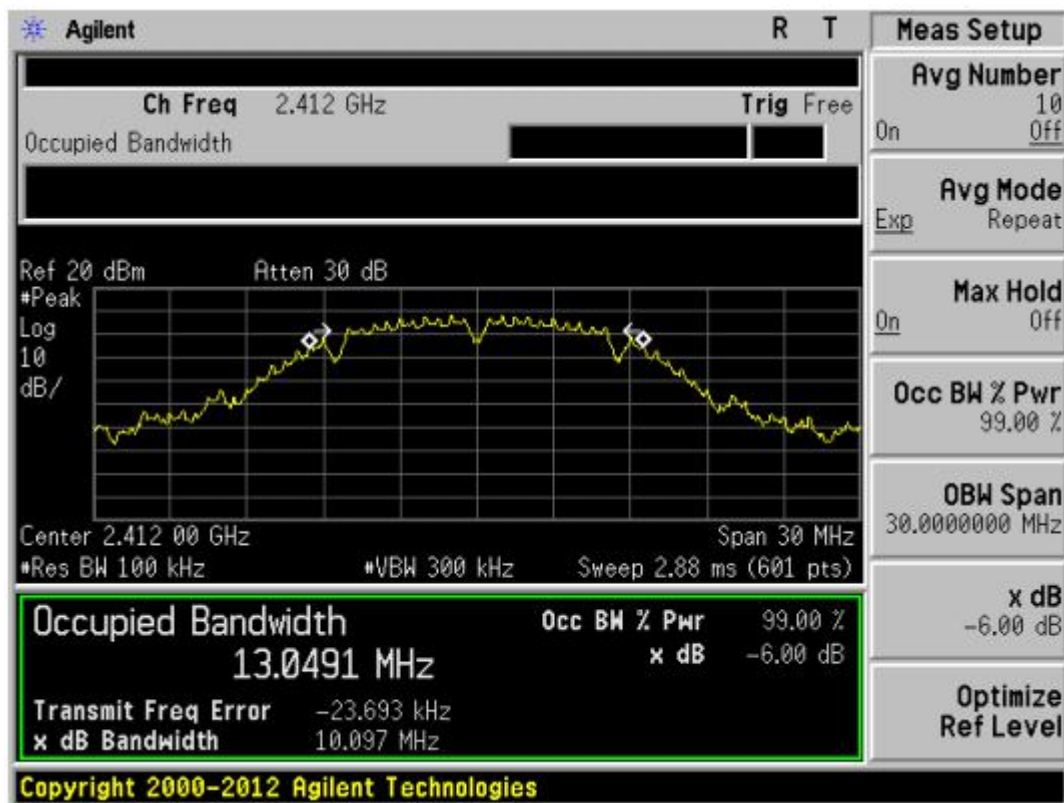 Agilent R T
Ch Freq 2.412 GHz Trig Free
Occupied Bandwidth
Ref 20 dBm Atten 30 dB
#Peak
Log
10
dB/
Center 2.412 00 GHz Span 30 MHz
#Res BW 100 kHz #VBW 300 kHz Sweep 2.88 ms (601 pts)
Occupied Bandwidth Occ BW % Pwr 99.00 %
13.0491 MHz x dB -6.00 dB
Transmit Freq Error -23.693 kHz
x dB Bandwidth 10.097 MHz
Copyright 2000-2012 Agilent Technologies
Meas Setup
Avg Number
10
On Off
Avg Mode
Exp Repeat
Max Hold
On Off
Occ BW % Pwr
99.00 %
OBW Span
30.0000000 MHz
x dB
-6.00 dB
Optimize
Ref Level